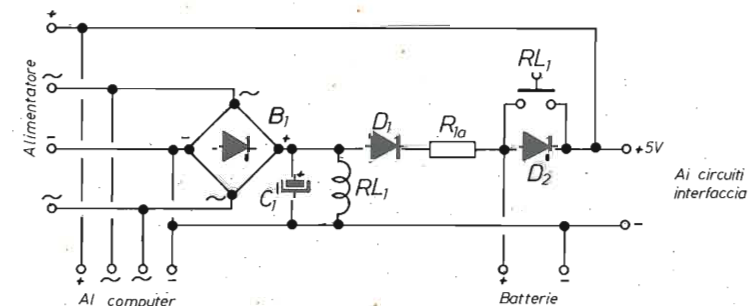 +
~
Alimentatore
-
~
~
B1
-
+
~
C1
+
RL1
D1
R1a
RL1
D2
+5V
Ai circuiti
interfaccia
-
+
~
~
-
Al computer
+
-
Batterie